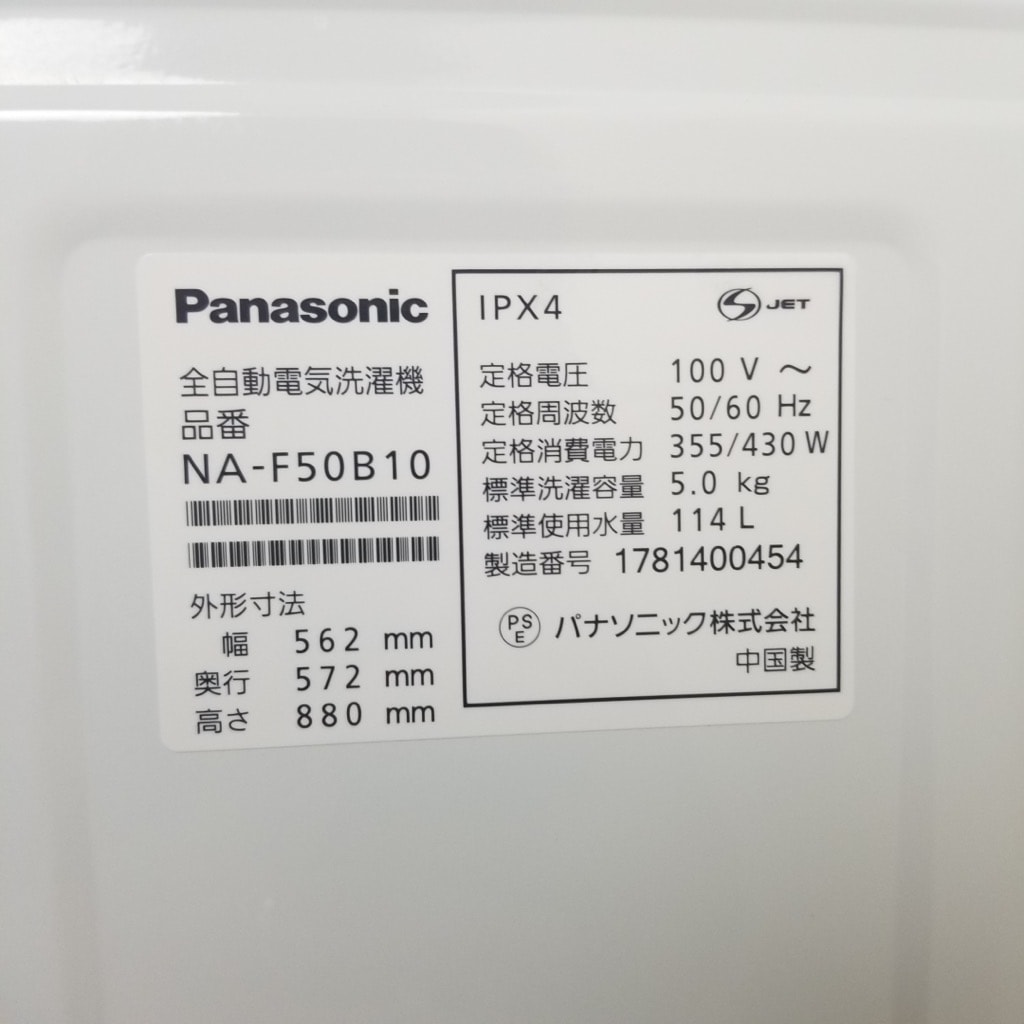 Panasonic
全自動電気洗濯機
品番
NA-F50B10
外形寸法
幅 562 mm
奥行 572 mm
高さ 880 mm
IPX4
S JET
定格電圧 100 V ～
定格周波数 50/60 Hz
定格消費電力 355/430 W
標準洗濯容量 5.0 kg
標準使用水量 114 L
製造番号 1781400454
PSE パナソニック株式会社
中国製